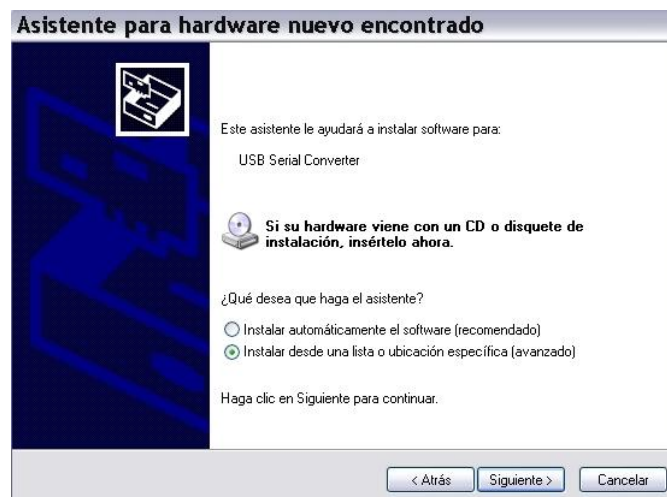 Asistente para hardware nuevo encontrado
Este asistente le ayudará a instalar software para:
USB Serial Converter
Si su hardware viene con un CD o disquete de
instalación, insértelo ahora.
¿Qué desea que haga el asistente?
Instalar automáticamente el software (recomendado)
Instalar desde una lista o ubicación específica (avanzado)
Haga clic en Siguiente para continuar.
< Atrás Siguiente > Cancelar